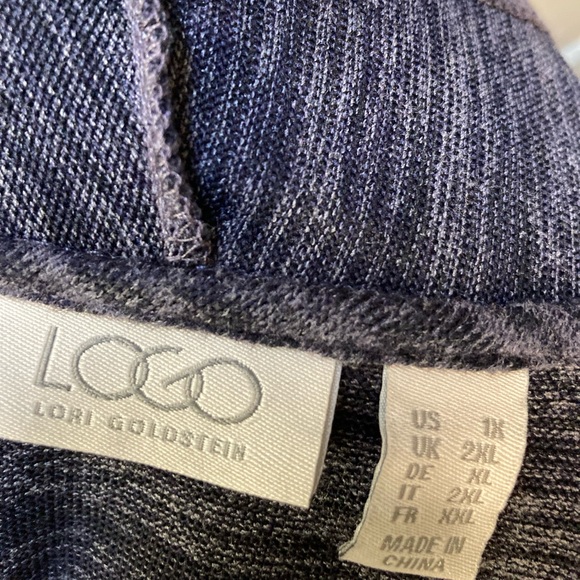 LOGO
LORI GOLDSTEIN
US 1X
UK 2XL
DE XL
IT 2XL
FR XXL
MADE IN
CHINA